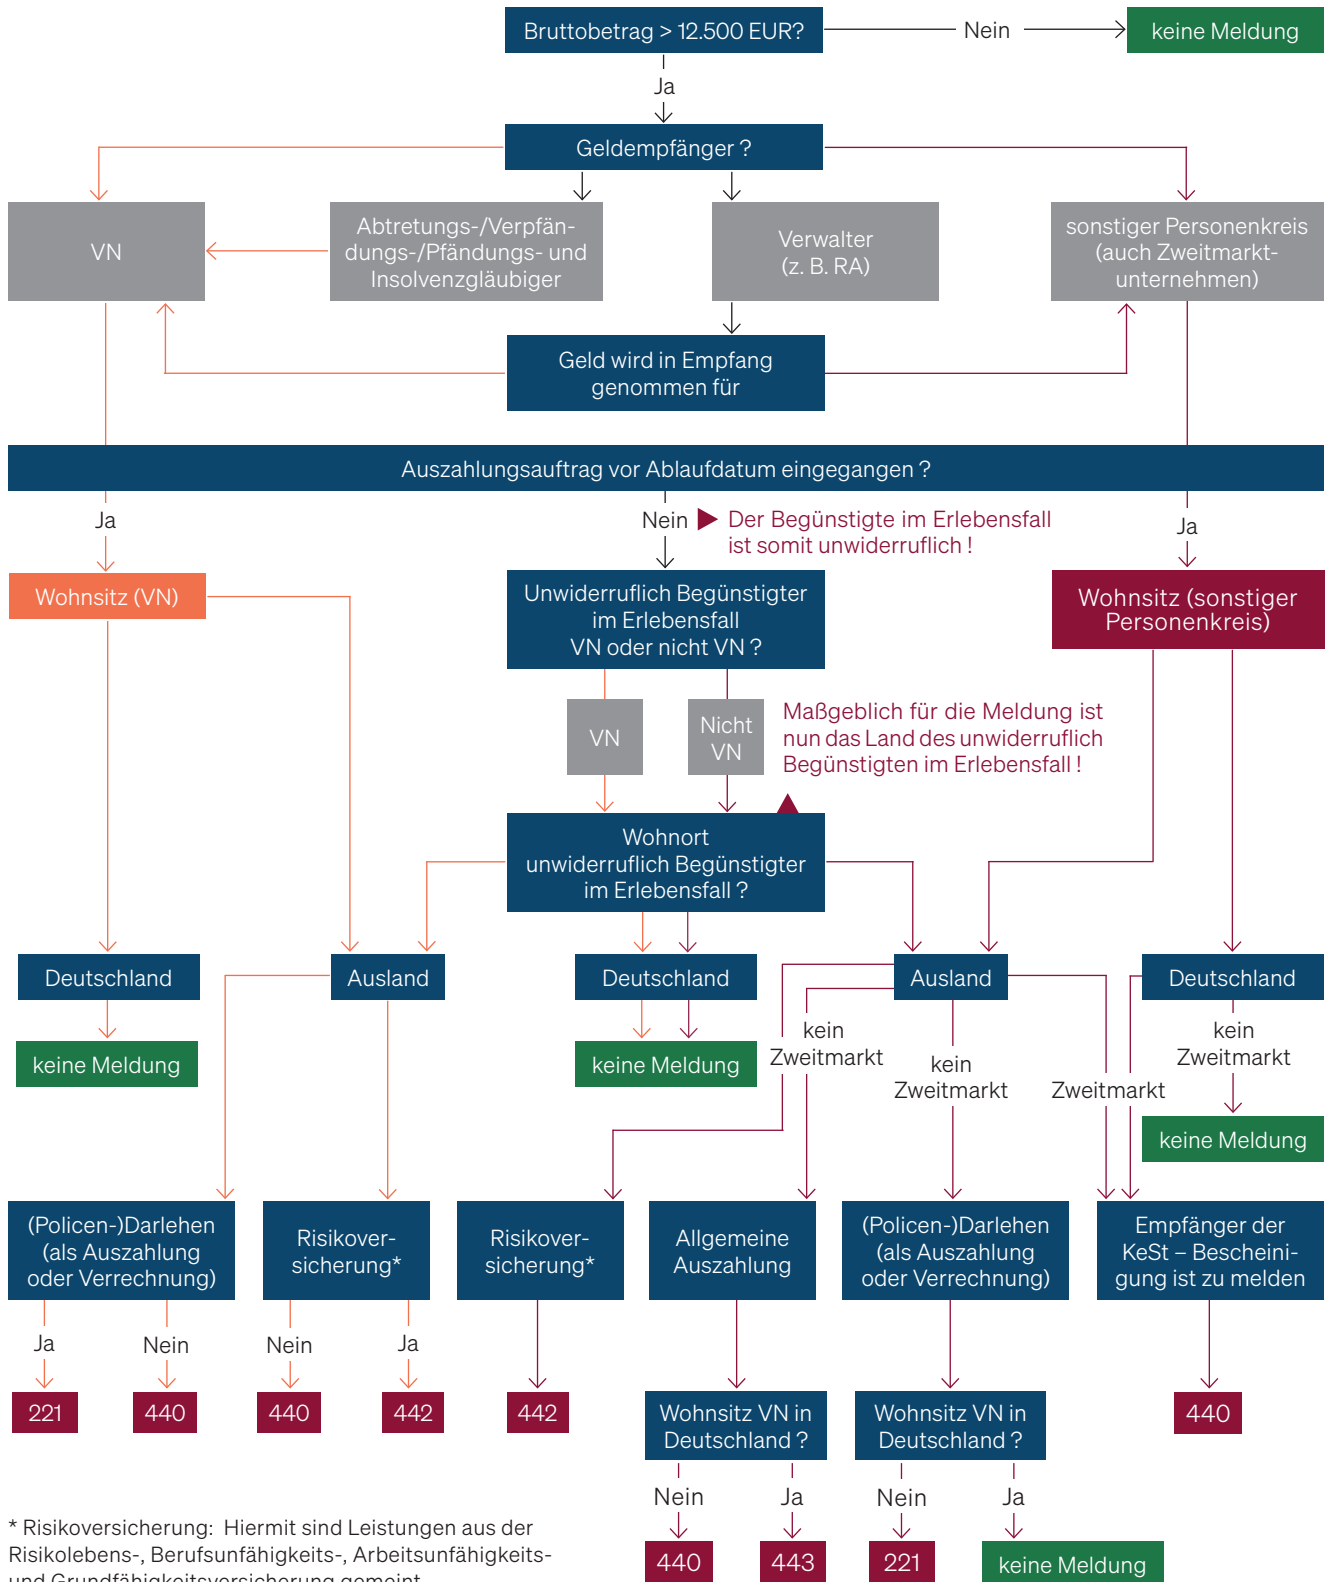 Bruttobetrag > 12.500 EUR?
Nein
keine Meldung
Ja
Geldempfänger ?
VN
Abtretungs-/Verpfän-
dungs-/Pfändungs- und
Insolvenzgläubiger
Verwalter
(z. B. RA)
sonstiger Personenkreis
(auch Zweitmarkt-
unternehmen)
Geld wird in Empfang
genommen für
Auszahlungsauftrag vor Ablaufdatum eingegangen ?
Ja
Nein
Der Begünstigte im Erlebensfall
ist somit unwiderruflich !
Ja
Wohnsitz (VN)
Unwiderruflich Begünstigter
im Erlebensfall
VN oder nicht VN ?
Wohnsitz (sonstiger
Personenkreis)
VN
Nicht
VN
Maßgeblich für die Meldung ist
nun das Land des unwiderruflich
Begünstigten im Erlebensfall !
Wohnort
unwiderruflich Begünstigter
im Erlebensfall ?
Deutschland
Ausland
Deutschland
Ausland
Deutschland
keine Meldung
keine Meldung
kein
Zweitmarkt
kein
Zweitmarkt
Zweitmarkt
kein
Zweitmarkt
keine Meldung
(Policen-)Darlehen
(als Auszahlung
oder Verrechnung)
Risikover-
sicherung*
Risikover-
sicherung*
Allgemeine
Auszahlung
(Policen-)Darlehen
(als Auszahlung
oder Verrechnung)
Empfänger der
KeSt – Bescheini-
gung ist zu melden
Ja
Nein
Nein
Ja
221
440
440
442
442
Wohnsitz VN in
Deutschland ?
Wohnsitz VN in
Deutschland ?
440
Nein
Ja
Nein
Ja
440
443
221
keine Meldung
* Risikoversicherung: Hiermit sind Leistungen aus der
Risikolebens-, Berufsunfähigkeits-, Arbeitsunfähigkeits-
und Grundfähigkeitsversicherung gemeint